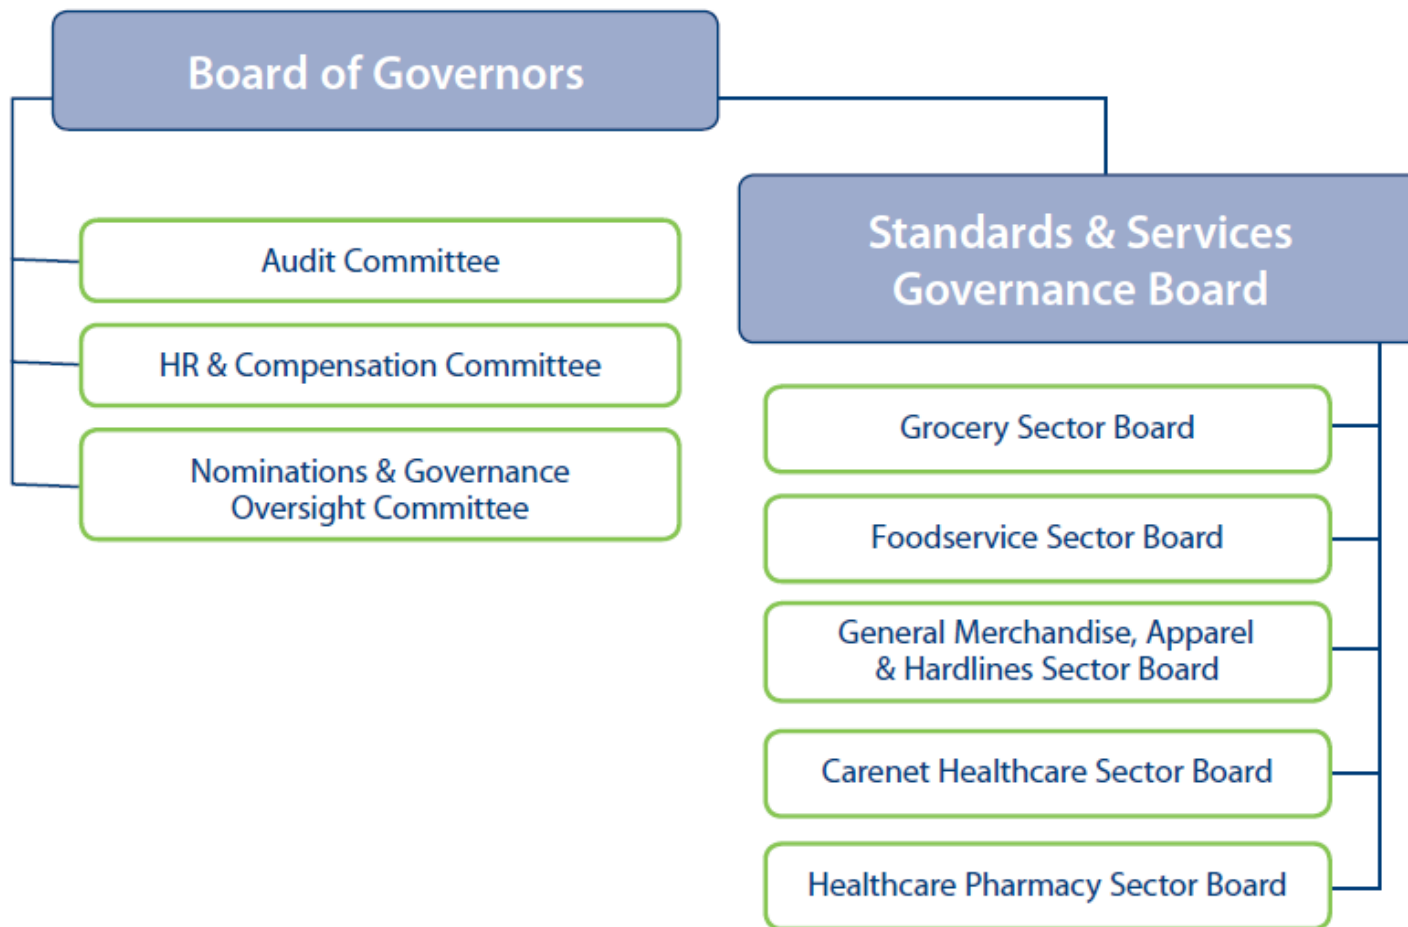 Board of Governors
Audit Committee
HR & Compensation Committee
Nominations & Governance
Oversight Committee
Standards & Services
Governance Board
Grocery Sector Board
Foodservice Sector Board
General Merchandise, Apparel
& Hardlines Sector Board
Carenet Healthcare Sector Board
Healthcare Pharmacy Sector Board